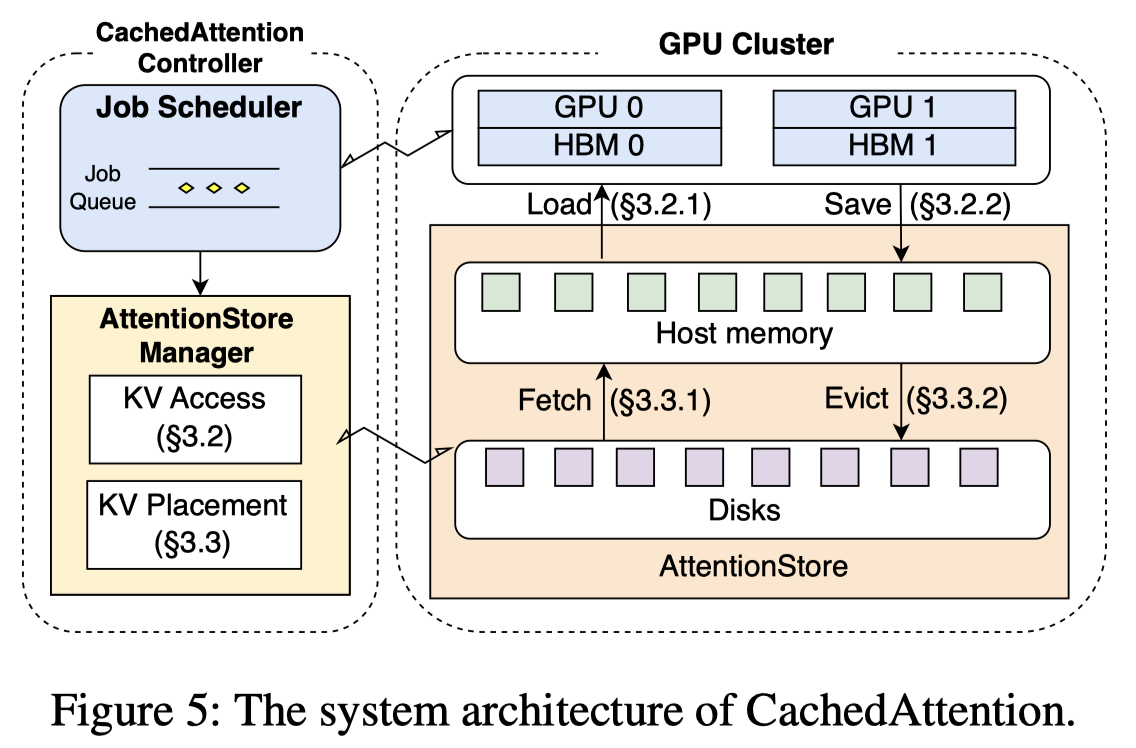 CachedAttention
Controller
Job Scheduler
Job
Queue
AttentionStore
Manager
KV Access
(§3.2)
KV Placement
(§3.3)
GPU Cluster
GPU 0
HBM 0
GPU 1
HBM 1
Load (§3.2.1)
Save (§3.2.2)
Host memory
Fetch (§3.3.1)
Evict (§3.3.2)
Disks
AttentionStore
Figure 5: The system architecture of CachedAttention.